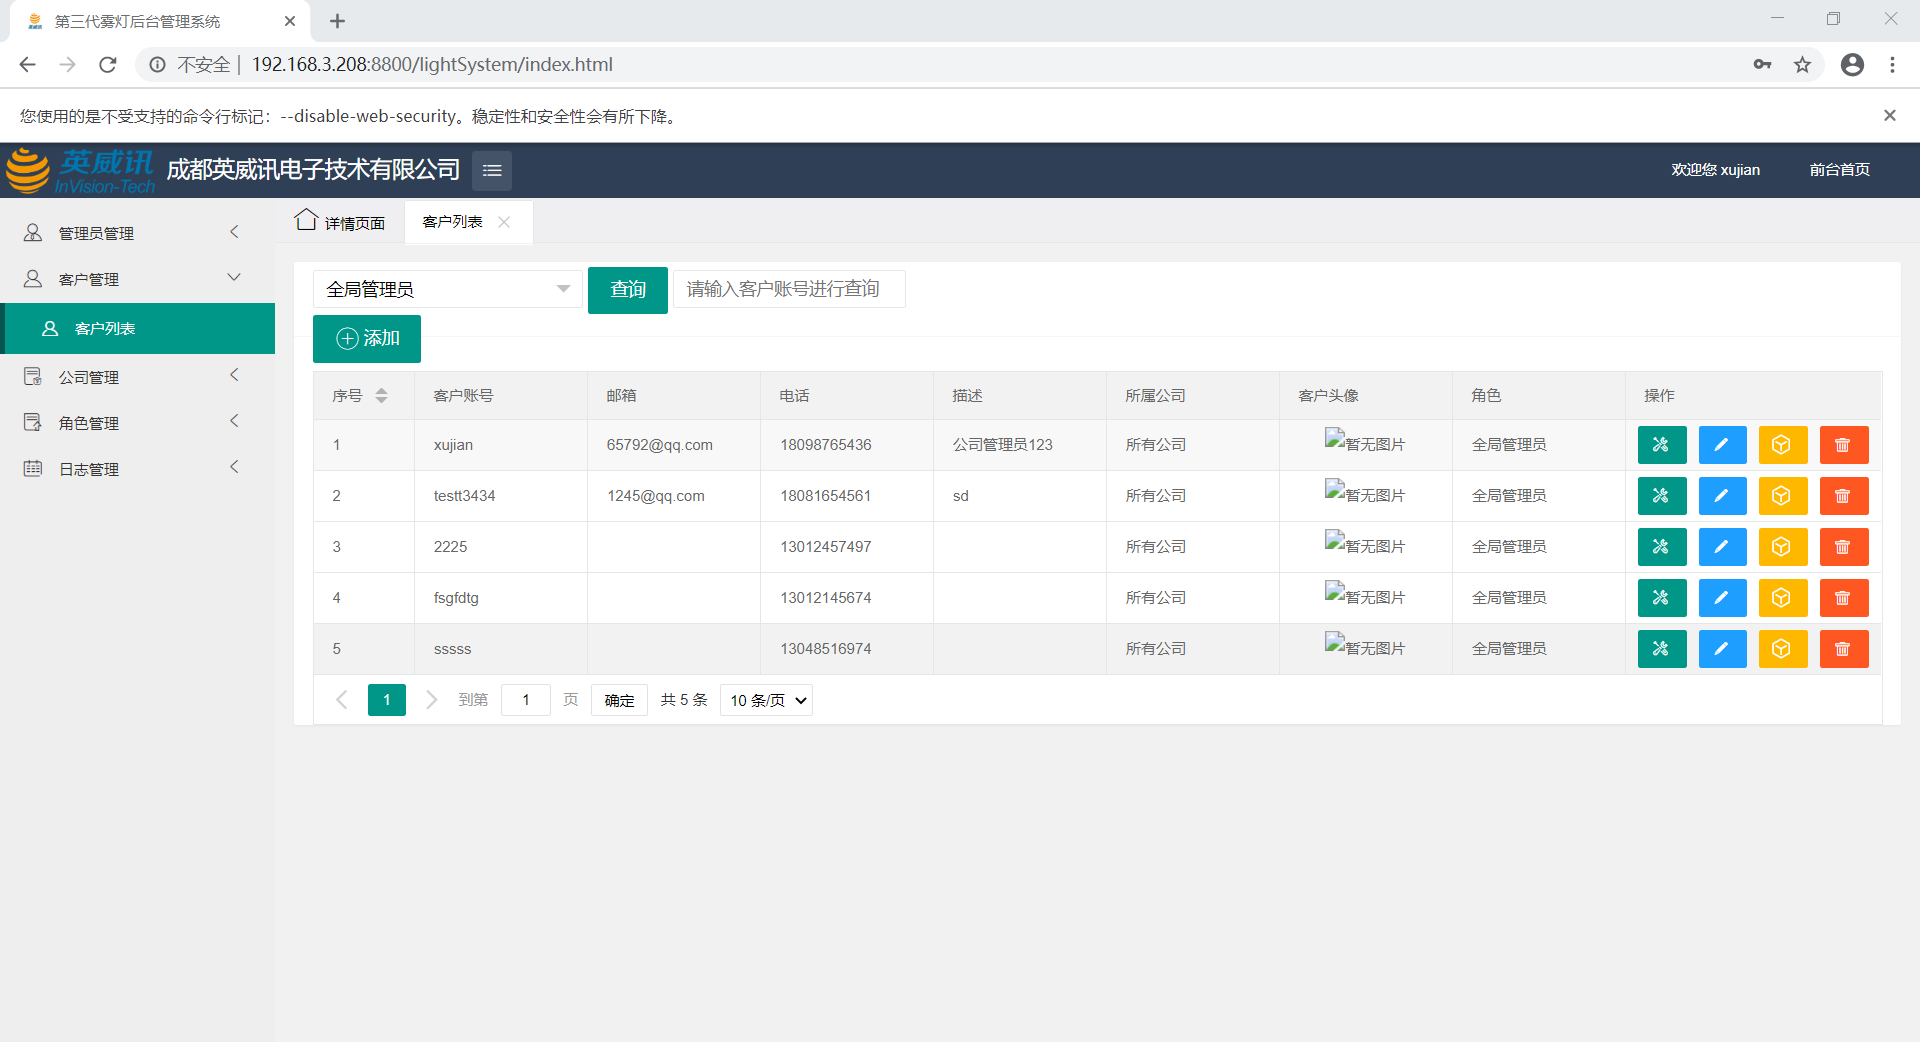 第三代雾灯后台管理系统
不安全 | 192.168.3.208:8800/lightSystem/index.html
您使用的是不受支持的命令行标记：--disable-web-security。稳定性和安全性会有所下降。
英威讯
InVision-Tech
成都英威讯电子技术有限公司
欢迎您 xujian 前台首页
管理员管理
客户管理
客户列表
公司管理
角色管理
日志管理
详情页面 客户列表
全局管理员 查询 请输入客户账号进行查询
添加
序号 客户账号 邮箱 电话 描述 所属公司 客户头像 角色 操作
1 xujian 65792@qq.com 18098765436 公司管理员123 所有公司 暂无图片 全局管理员
2 testt3434 1245@qq.com 18081654561 sd 所有公司 暂无图片 全局管理员
3 2225 13012457497 所有公司 暂无图片 全局管理员
4 fsgfdtg 13012145674 所有公司 暂无图片 全局管理员
5 sssss 13048516974 所有公司 暂无图片 全局管理员
1 到第 1 页 确定 共 5 条 10 条/页